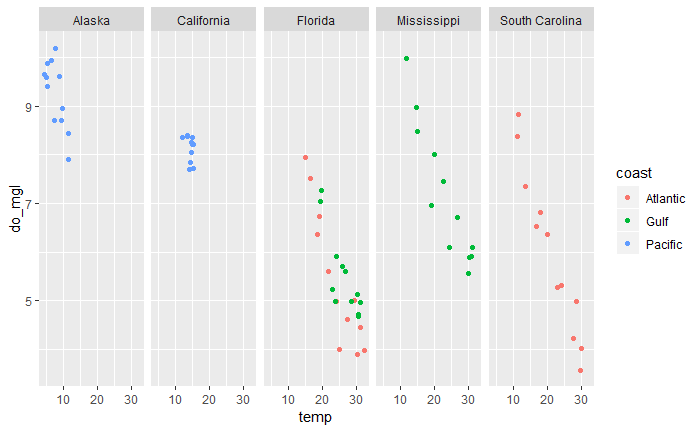 Alaska California Florida Mississippi South Carolina
do_mgl
9
7
5
10 20 30 10 20 30 10 20 30 10 20 30 10 20 30
temp
coast
Atlantic
Gulf
Pacific